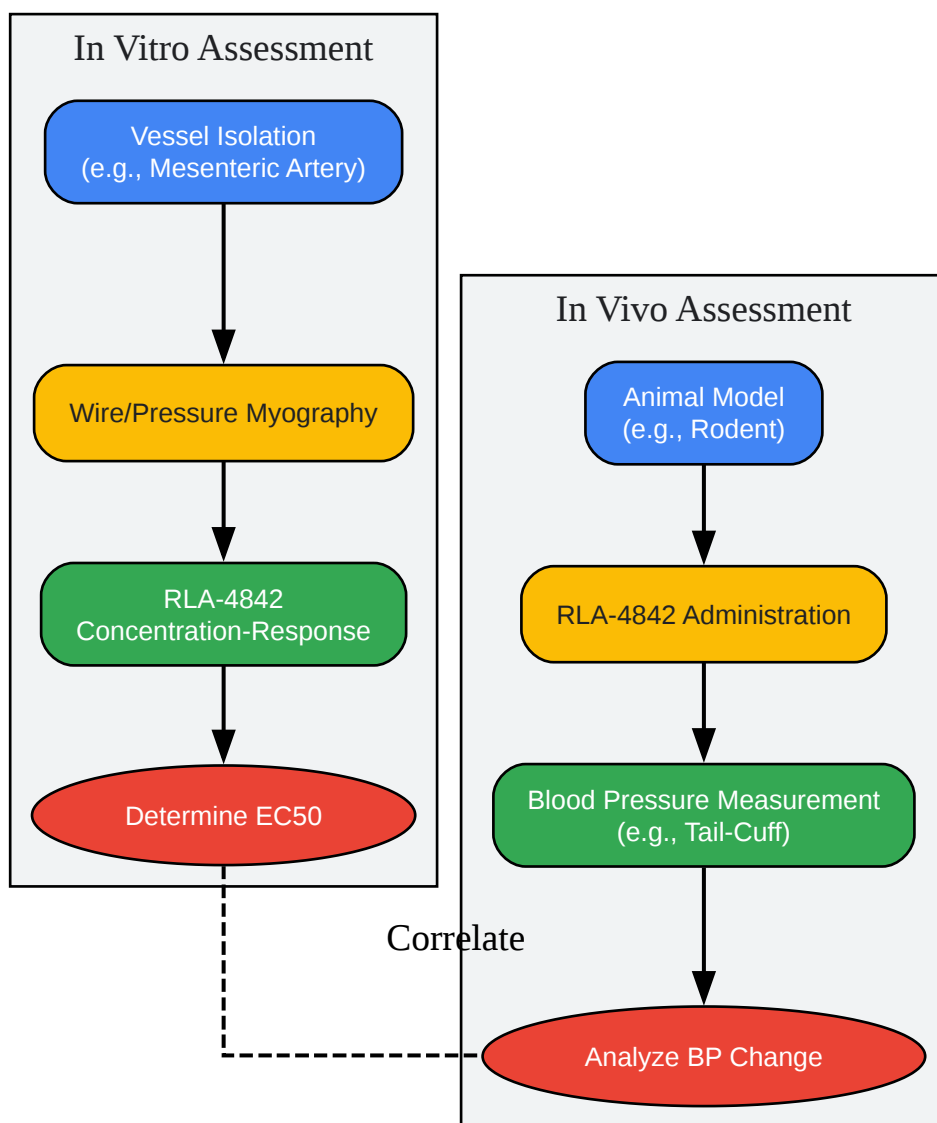 In Vitro Assessment
Vessel Isolation
(e.g., Mesenteric Artery)
Wire/Pressure Myography
RLA-4842
Concentration-Response
Determine EC50
In Vivo Assessment
Animal Model
(e.g., Rodent)
RLA-4842 Administration
Blood Pressure Measurement
(e.g., Tail-Cuff)
Correlate
Analyze BP Change